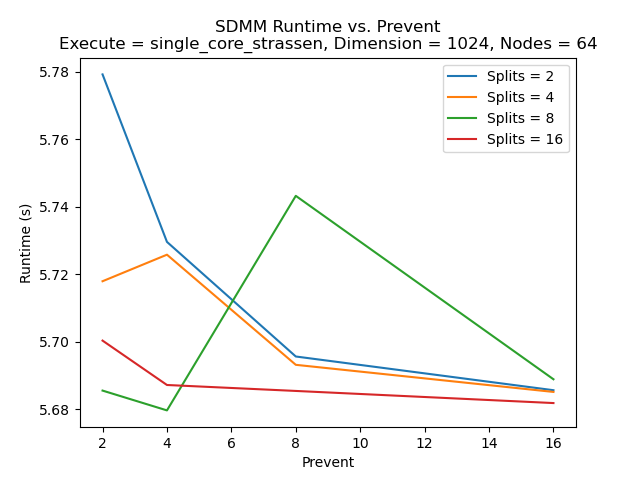 SDMM Runtime vs. Prevent
Execute = single_core_strassen, Dimension = 1024, Nodes = 64
Splits = 2
Splits = 4
Splits = 8
Splits = 16
5.78
5.76
5.74
5.72
5.70
5.68
Runtime (s)
2 4 6 8 10 12 14 16
Prevent